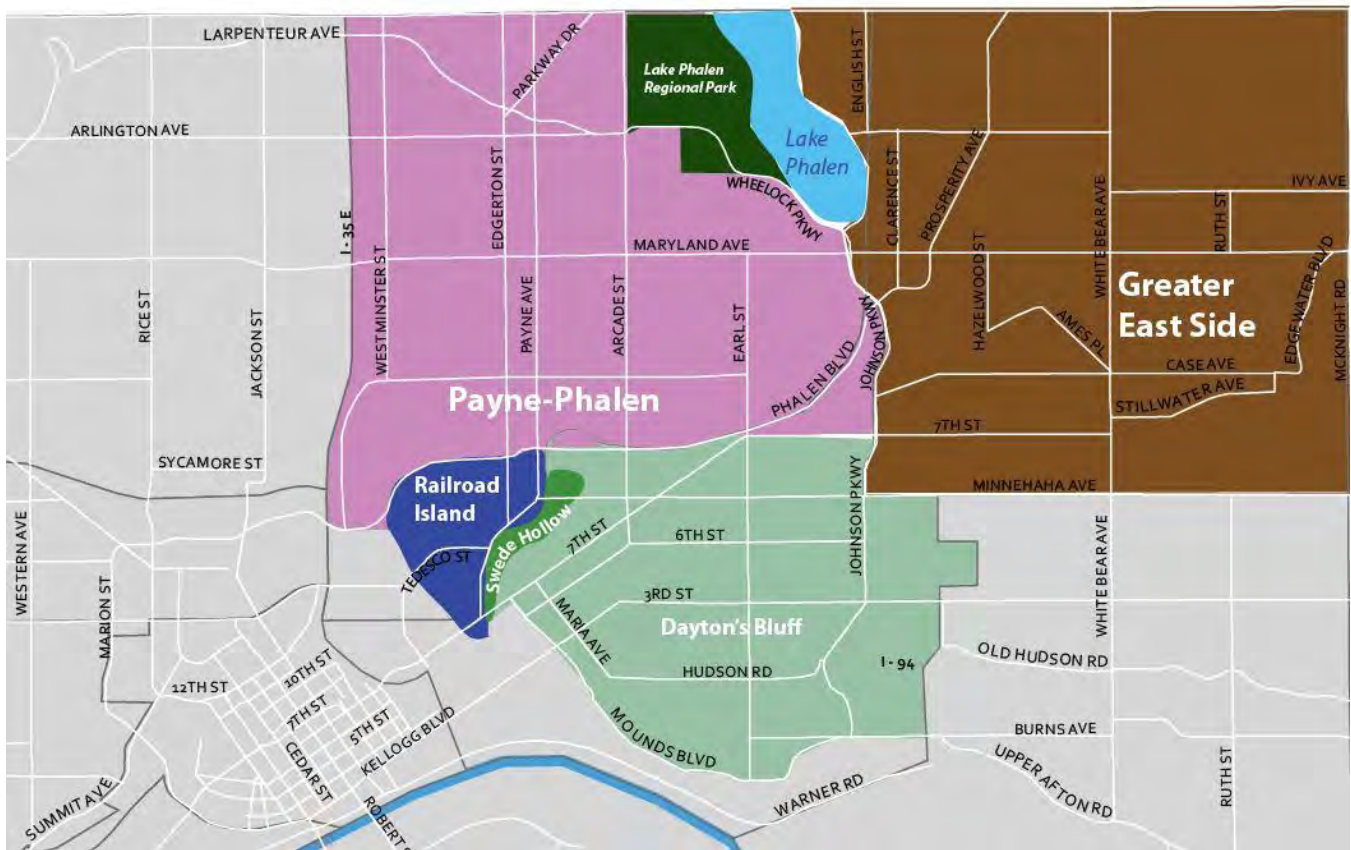 LARPENTEUR AVE
PARKWAY DR
Lake Phalen
Regional Park
ENGLISH ST
ARLINGTON AVE
Lake
Phalen
EDGERTON ST
CLARENCE ST
PROSPERITY AVE
IVY AVE
WHEELOCK PKWY
I - 35 E
MARYLAND AVE
RUTH ST
WHITE BEAR AVE
RICE ST
JACKSON ST
WESTMINSTER ST
PAYNE AVE
ARCADE ST
EARL ST
HAZELWOOD ST
Greater
East Side
EDGEWATER BLVD
MCKNIGHT RD
JOHNSON PKWY
AMES PL
PHALEN BLVD
CASE AVE
Payne-Phalen
STILLWATER AVE
7TH ST
SYCAMORE ST
Railroad
Island
MINNEHAHA AVE
WESTERN AVE
Swede Hollow
7TH ST
6TH ST
JOHNSON PKWY
WHITE BEAR AVE
TEDESCO ST
MARION ST
3RD ST
MARIA AVE
Dayton's Bluff
10TH ST
12TH ST
HUDSON RD
I - 94
OLD HUDSON RD
7TH ST
5TH ST
KELLOGG BLVD
MOUNDS BLVD
BURNS AVE
CEDAR ST
UPPER AFTON RD
RUTH ST
WARNER RD
SUMMIT AVE
ROBERT S